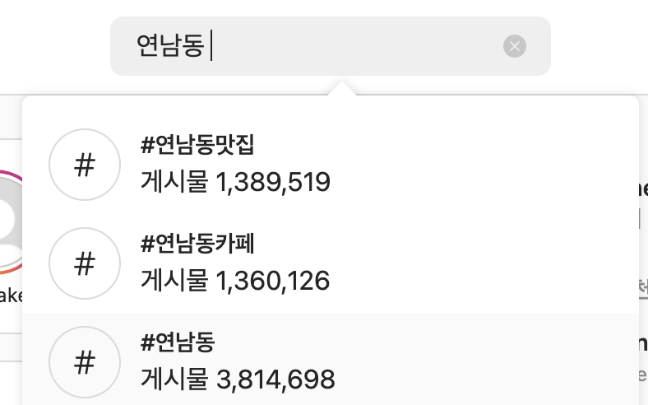 연남동
#
#연남동맛집
게시물 1,389,519
#
#연남동카페
게시물 1,360,126
#
#연남동
게시물 3,814,698